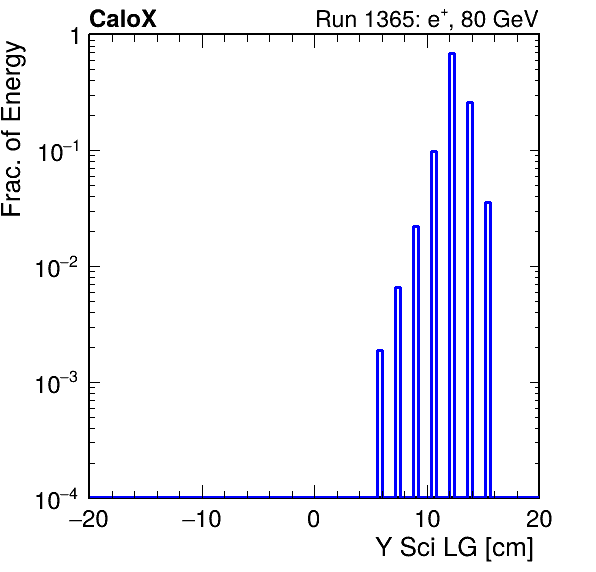 CaloX Run 1365: e⁺, 80 GeV
Frac. of Energy
1
10⁻¹
10⁻²
10⁻³
10⁻⁴
−20 −10 0 10 20
Y Sci LG [cm]